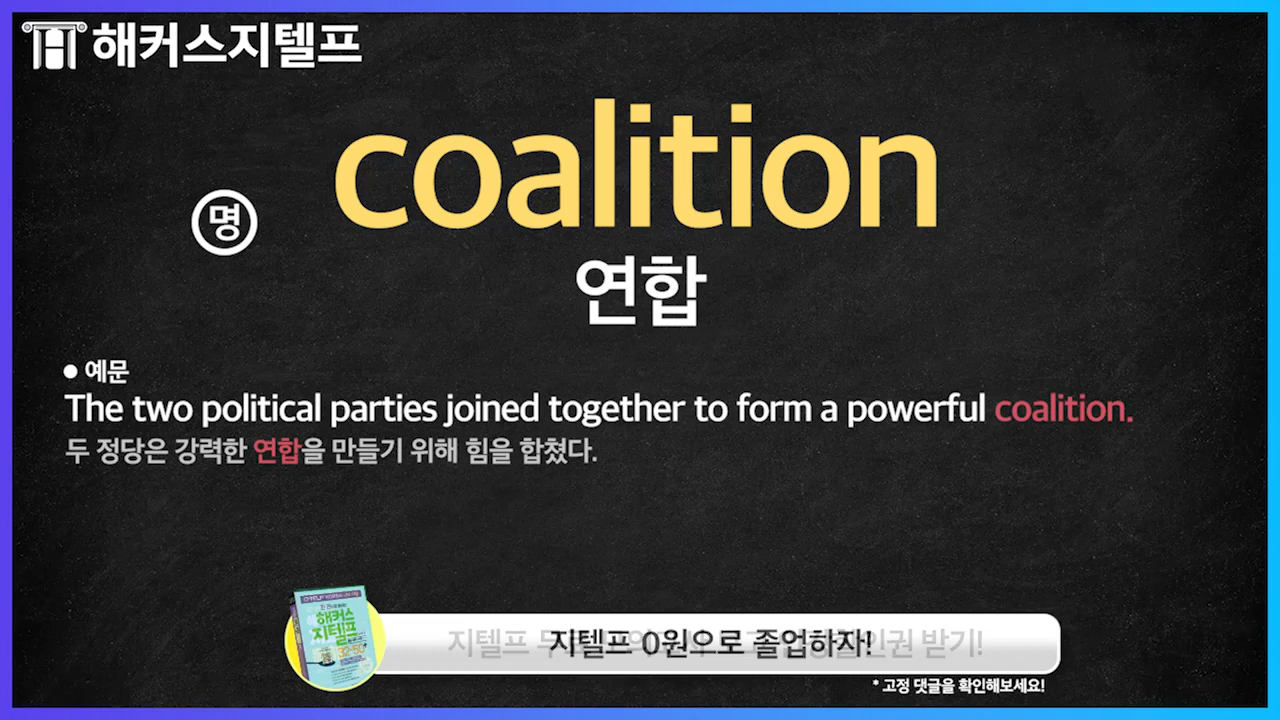 해커스지텔프
coalition
명
연합
● 예문
The two political parties joined together to form a powerful coalition.
두 정당은 강력한 연합을 만들기 위해 힘을 합쳤다.
해커스
지텔프
32-50+
지텔프 0원으로 졸업하자!
* 고정 댓글을 확인해보세요!